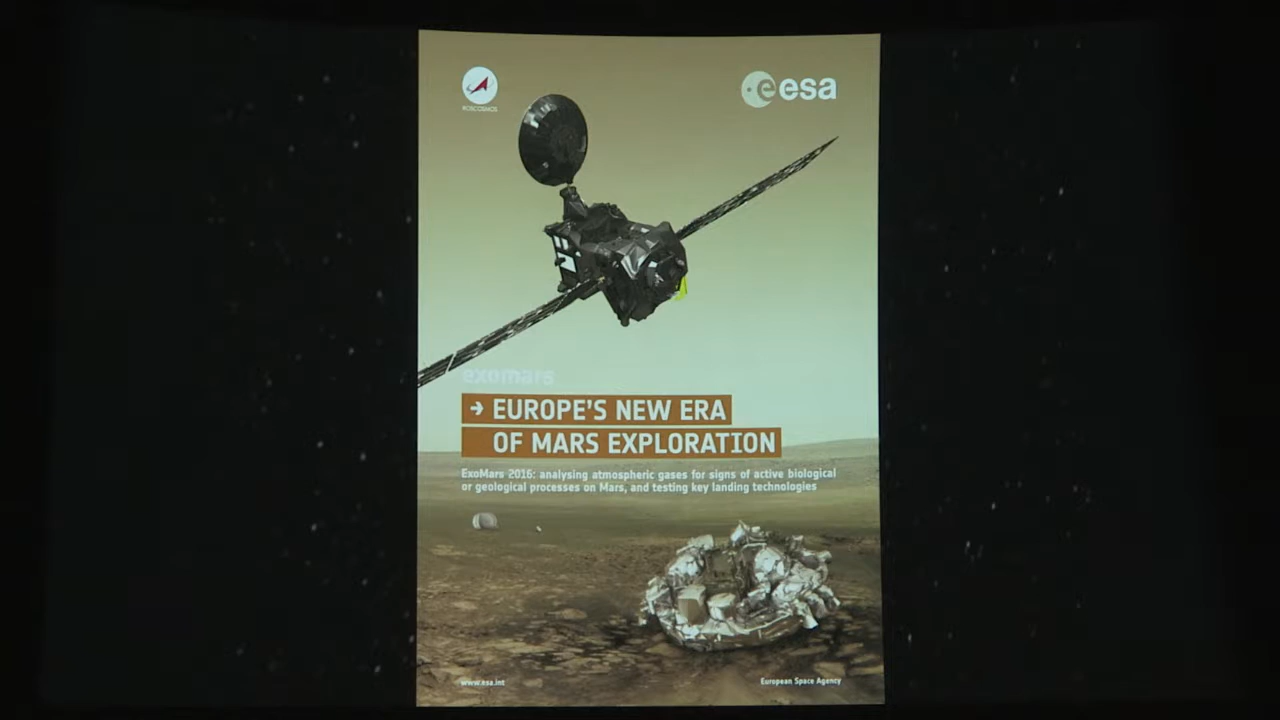 ROSCOSMOS
esa
exomars
→ EUROPE'S NEW ERA
OF MARS EXPLORATION
ExoMars 2016: analysing atmospheric gases for signs of active biological
or geological processes on Mars, and testing key landing technologies
www.esa.int
European Space Agency